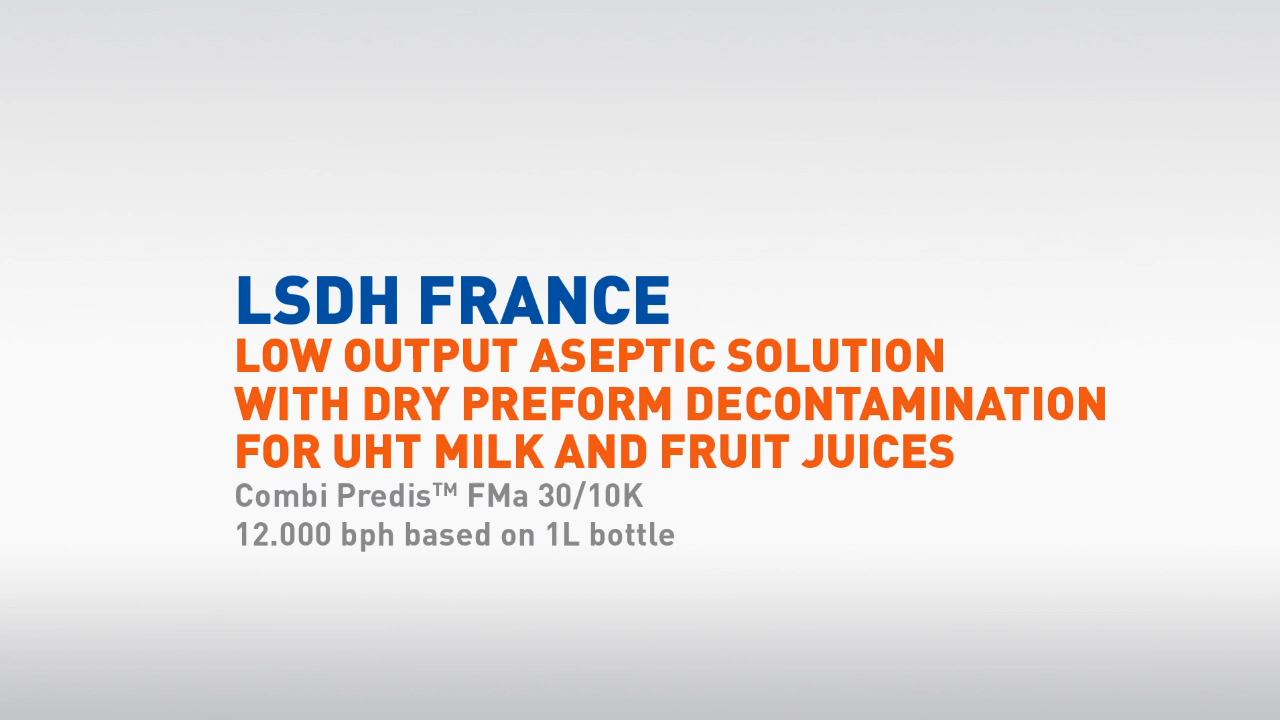 LSDH FRANCE
LOW OUTPUT ASEPTIC SOLUTION
WITH DRY PREFORM DECONTAMINATION
FOR UHT MILK AND FRUIT JUICES
Combi Predis™ FMa 30/10K
12.000 bph based on 1L bottle